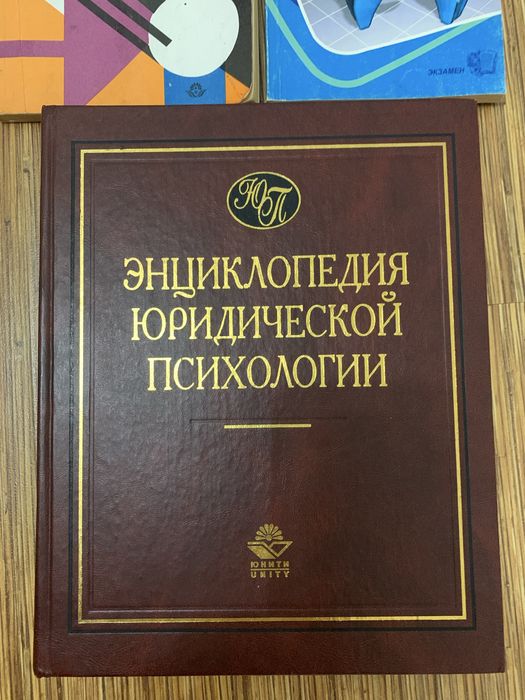 ЭКЗАМЕН
ЮП
ЭНЦИКЛОПЕДИЯ
ЮРИДИЧЕСКОЙ
ПСИХОЛОГИИ
ЮНИТИ
UNITY